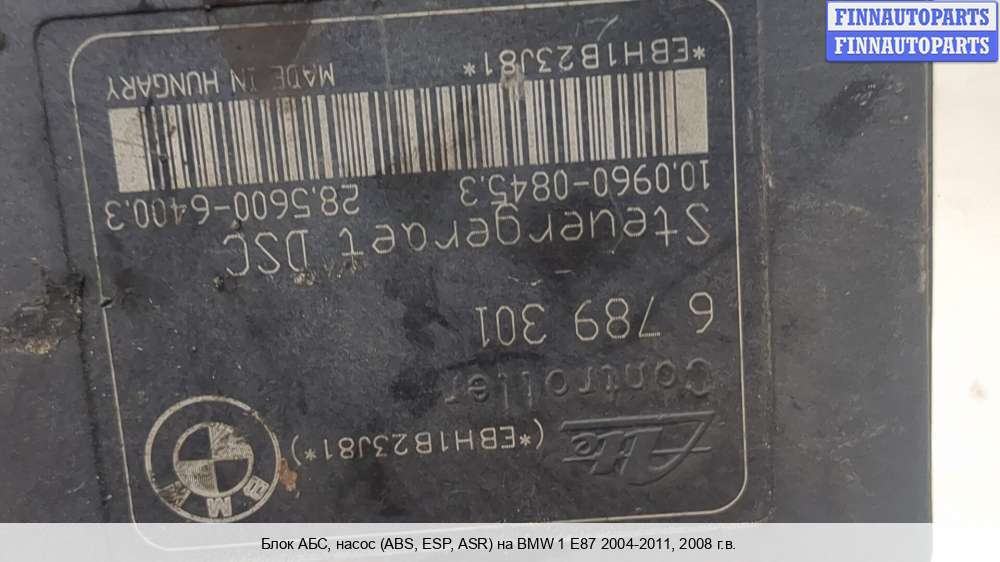 FINNAUTOPARTS
FINNAUTOPARTS
(*EBH1B23J81*)
Ate
Controller
6 789 301
Steuergeraet DSC
10.0960-0845.3 28.5600-6400.3
*EBH1B23J81* MADE IN HUNGARY
BMW
Блок АБС, насос (ABS, ESP, ASR) на BMW 1 E87 2004-2011, 2008 г.в.